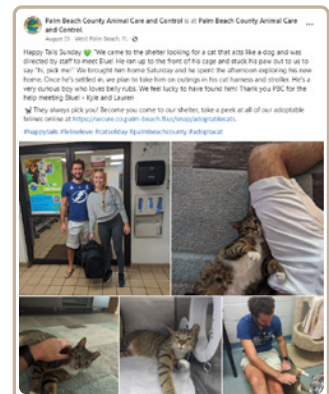 Palm Beach County Animal Care and Control is at Palm Beach County Animal Care
and Control.
August 22 · West Palm Beach, FL
Happy Tails Sunday 💚 "We came to the shelter looking for a cat that acts like a dog and was
directed by staff to meet Blue! He ran up to the front of his cage and stuck his paw out to us to
say "hi, pick me!" We brought him home Saturday and he spent the afternoon exploring his new
home. Once he's settled in, we plan to take him on outings in his cat harness and stroller. He's a
very curious boy who loves belly rubs. We feel lucky to have found him! Thank you PBC for the
help meeting Blue! - Kyle and Lauren
They always pick you! Become you come to our shelter, take a peek at all of our adoptable
felines online at https://secure.co.palm-beach.fl.us/snap/adoptablecats.
#happytails #felinelove #catsof
day #palmbeachcounty #adoptacat